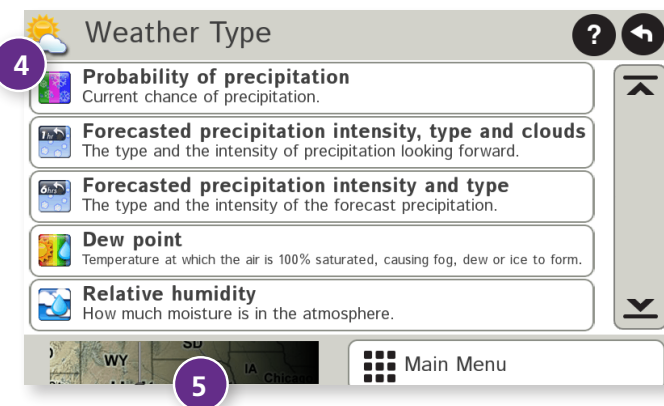 Weather Type
?
4
Probability of precipitation
Current chance of precipitation.
1hr
Forecasted precipitation intensity, type and clouds
The type and the intensity of precipitation looking forward.
6hrs
Forecasted precipitation intensity and type
The type and the intensity of the forecast precipitation.
Dew point
Temperature at which the air is 100% saturated, causing fog, dew or ice to form.
Relative humidity
How much moisture is in the atmosphere.
SD
WY
IA
Chicago
Main Menu
5